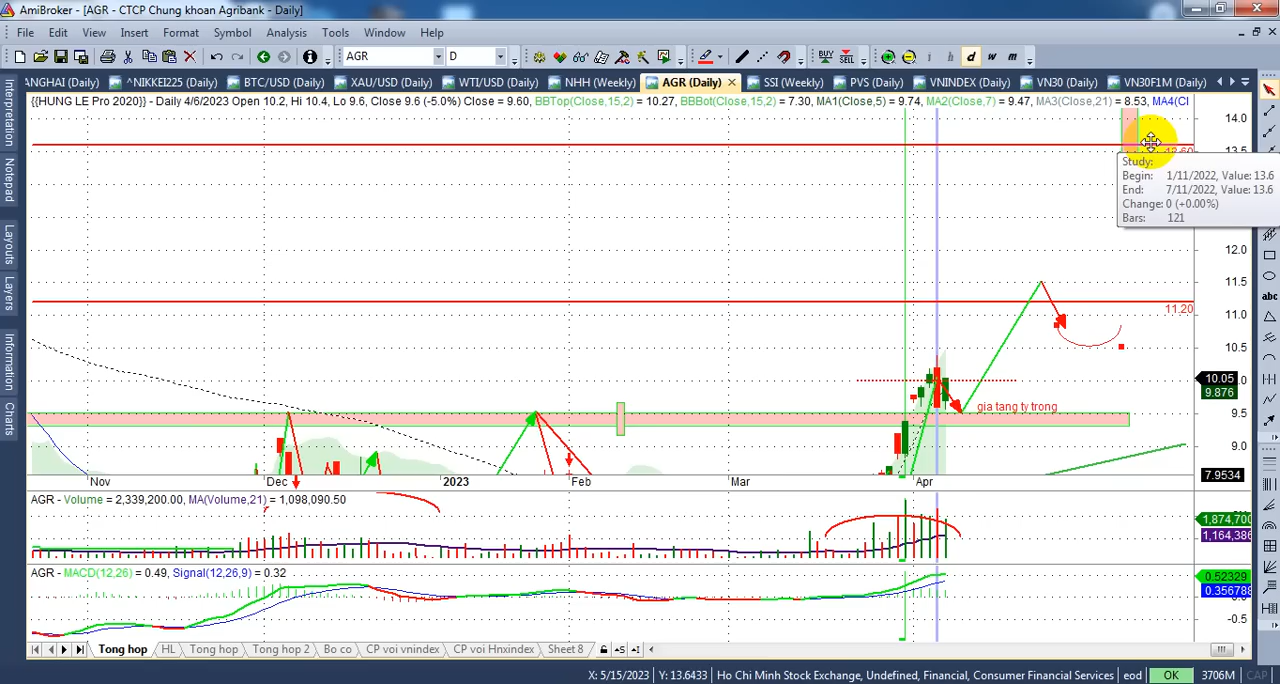 AmiBroker - [AGR - CTCP Chung khoan Agribank - Daily]
File Edit View Insert Format Symbol Analysis Tools Window Help
AGR D BUY SELL i h d w m
ANGHAI (Daily) ^NIKKEI225 (Daily) BTC/USD (Daily) XAU/USD (Daily) WTI/USD (Daily) NHH (Weekly) AGR (Daily) SSI (Weekly) PVS (Daily) VNINDEX (Daily) VN30 (Daily) VN30F1M (Daily)
{{HUNG LE Pro 2020}} - Daily 4/6/2023 Open 10.2, Hi 10.4, Lo 9.6, Close 9.6 (-5.0%) Close = 9.60, BBTop(Close,15,2) = 10.27, BBBot(Close,15,2) = 7.30, MA1(Close,5) = 9.74, MA2(Close,7) = 9.47, MA3(Close,21) = 8.53, MA4(Cl
Interpretation
Notepad
Layouts
Layers
Information
Charts
14.0
13.5
Study:
Begin: 1/11/2022, Value: 13.6
End: 7/11/2022, Value: 13.6
Change: 0 (+0.00%)
Bars: 121
12.0
11.5
11.20
11.0
10.5
10.05
9.876
gia tang ty trong
9.5
9.0
7.9534
Nov Dec 2023 Feb Mar Apr
AGR - Volume = 2,339,200.00, MA(Volume,21) = 1,098,090.50
1,874,700
1,164,386
AGR - MACD(12,26) = 0.49, Signal(12,26,9) = 0.32
0.52329
0.356788
-0.5
abc
Tong hop HL Tong hop Tong hop 2 Bo co CP voi vnindex CP voi Hnxindex Sheet 8
X: 5/15/2023 Y: 13.6433 Ho Chi Minh Stock Exchange, Undefined, Financial, Consumer Financial Services eod OK 3706M CAP